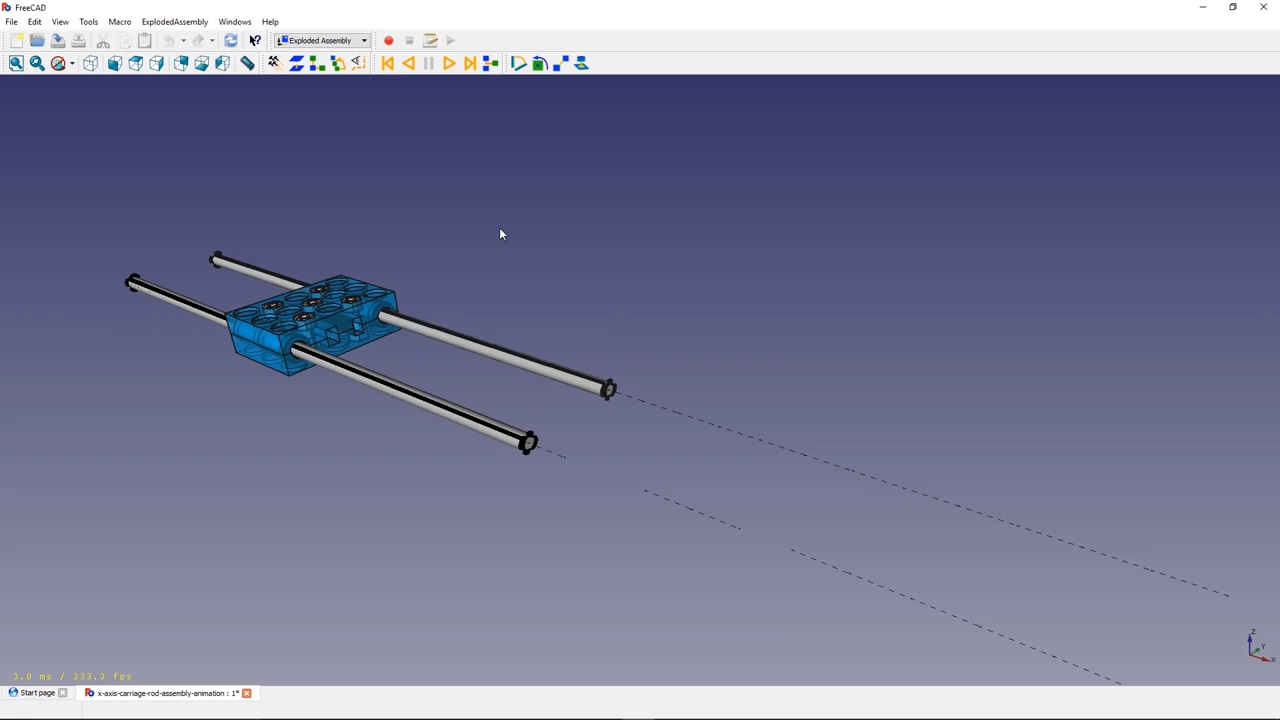 FreeCAD
File Edit View Tools Macro ExplodedAssembly Windows Help
Exploded Assembly
Z
Y
X
3.0 ms / 333.3 fps
Start page x-axis-carriage-rod-assembly-animation : 1*